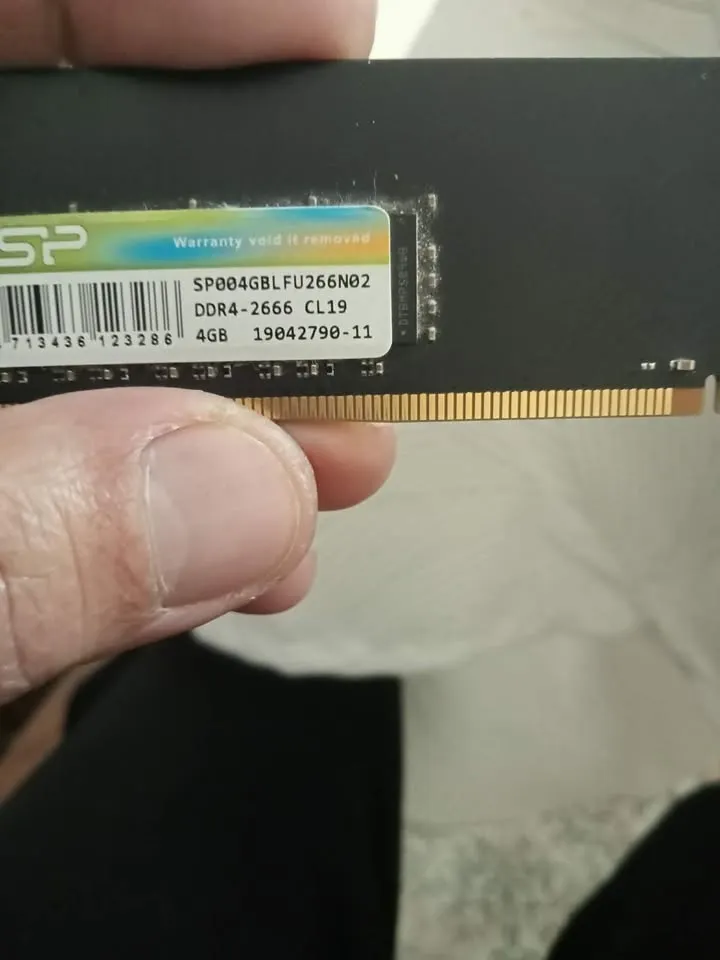 SP
Warranty void if removed
SP004GBLFU266N02
DDR4-2666 CL19
713436 123286
4GB 19042790-11